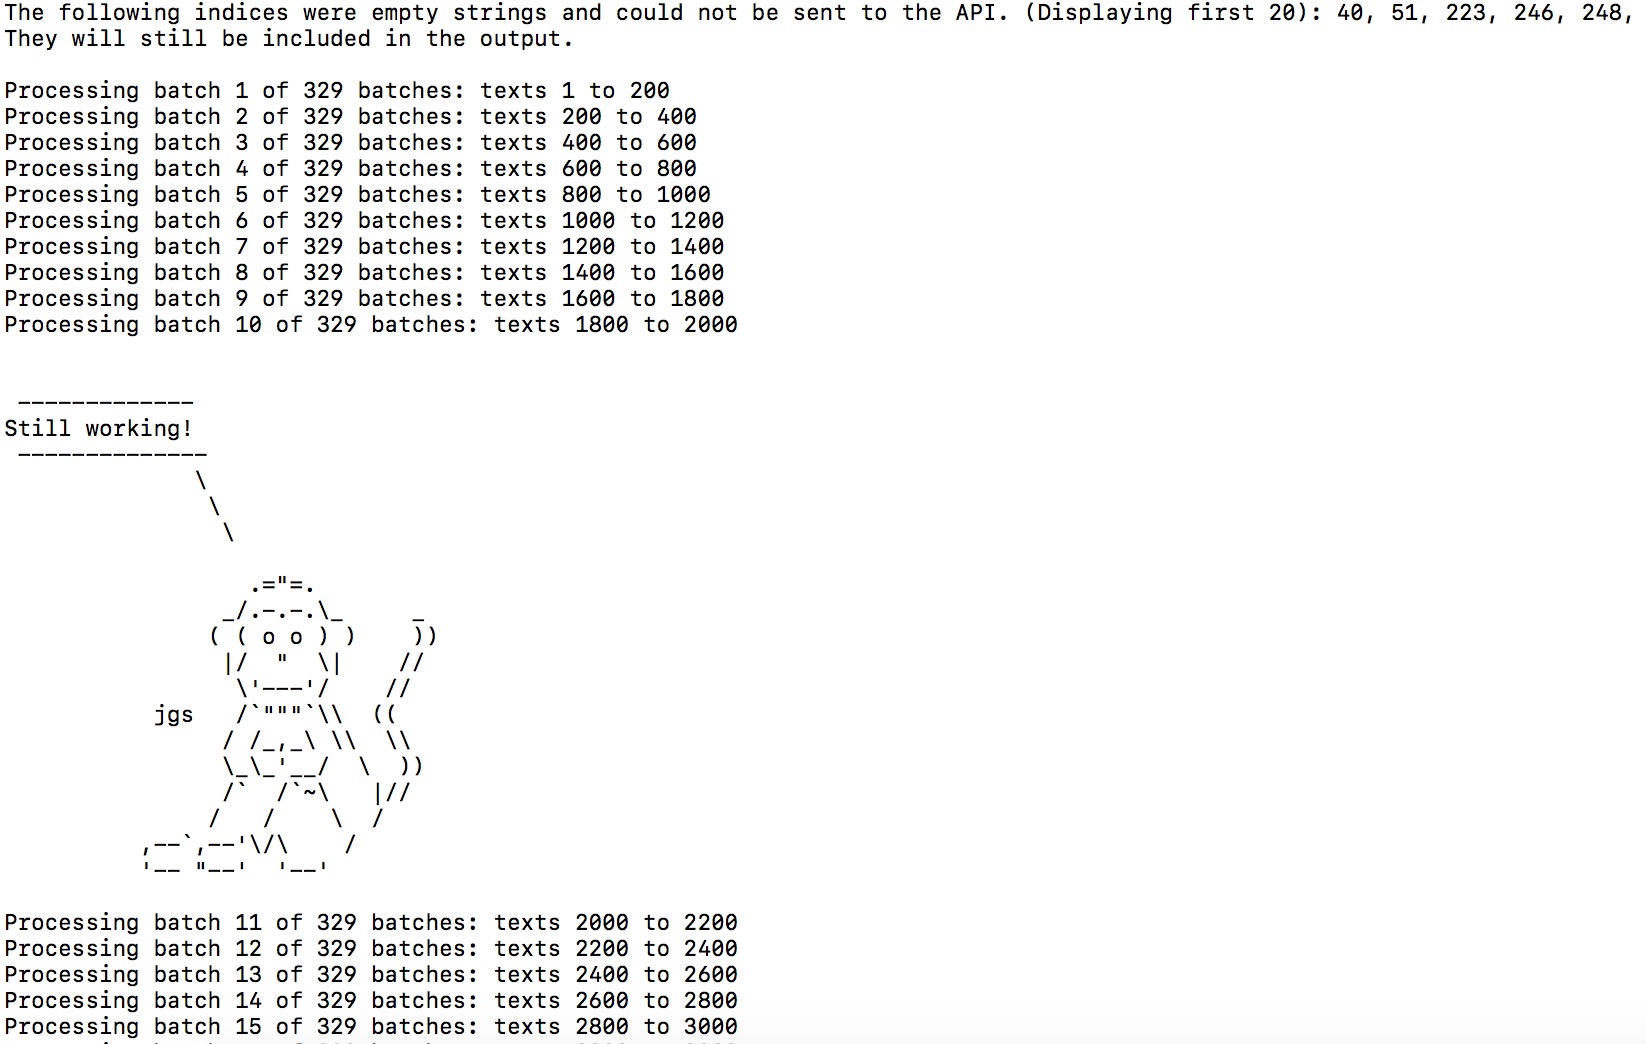 The following indices were empty strings and could not be sent to the API. (Displaying first 20): 40, 51, 223, 246, 248,
They will still be included in the output.
Processing batch 1 of 329 batches: texts 1 to 200
Processing batch 2 of 329 batches: texts 200 to 400
Processing batch 3 of 329 batches: texts 400 to 600
Processing batch 4 of 329 batches: texts 600 to 800
Processing batch 5 of 329 batches: texts 800 to 1000
Processing batch 6 of 329 batches: texts 1000 to 1200
Processing batch 7 of 329 batches: texts 1200 to 1400
Processing batch 8 of 329 batches: texts 1400 to 1600
Processing batch 9 of 329 batches: texts 1600 to 1800
Processing batch 10 of 329 batches: texts 1800 to 2000
Still working!
jgs
Processing batch 11 of 329 batches: texts 2000 to 2200
Processing batch 12 of 329 batches: texts 2200 to 2400
Processing batch 13 of 329 batches: texts 2400 to 2600
Processing batch 14 of 329 batches: texts 2600 to 2800
Processing batch 15 of 329 batches: texts 2800 to 3000